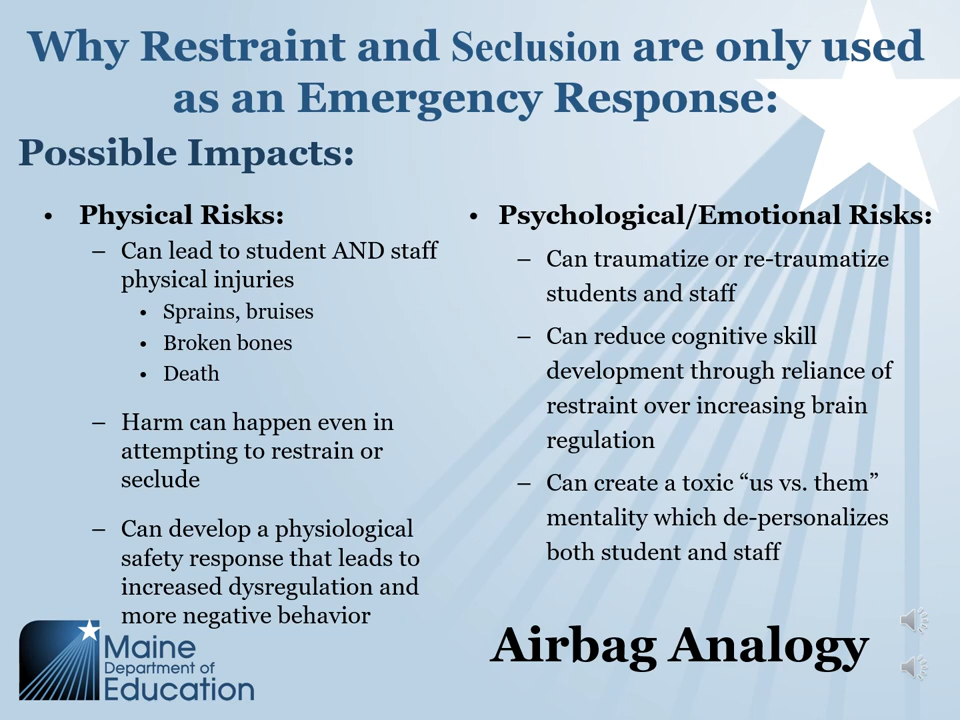 Why Restraint and Seclusion are only used
as an Emergency Response:
Possible Impacts:
• Physical Risks:
– Can lead to student AND staff
physical injuries
• Sprains, bruises
• Broken bones
• Death
– Harm can happen even in
attempting to restrain or
seclude
– Can develop a physiological
safety response that leads to
increased dysregulation and
more negative behavior
• Psychological/Emotional Risks:
– Can traumatize or re-traumatize
students and staff
– Can reduce cognitive skill
development through reliance of
restraint over increasing brain
regulation
– Can create a toxic “us vs. them”
mentality which de-personalizes
both student and staff
Airbag Analogy
Maine
Department of
Education